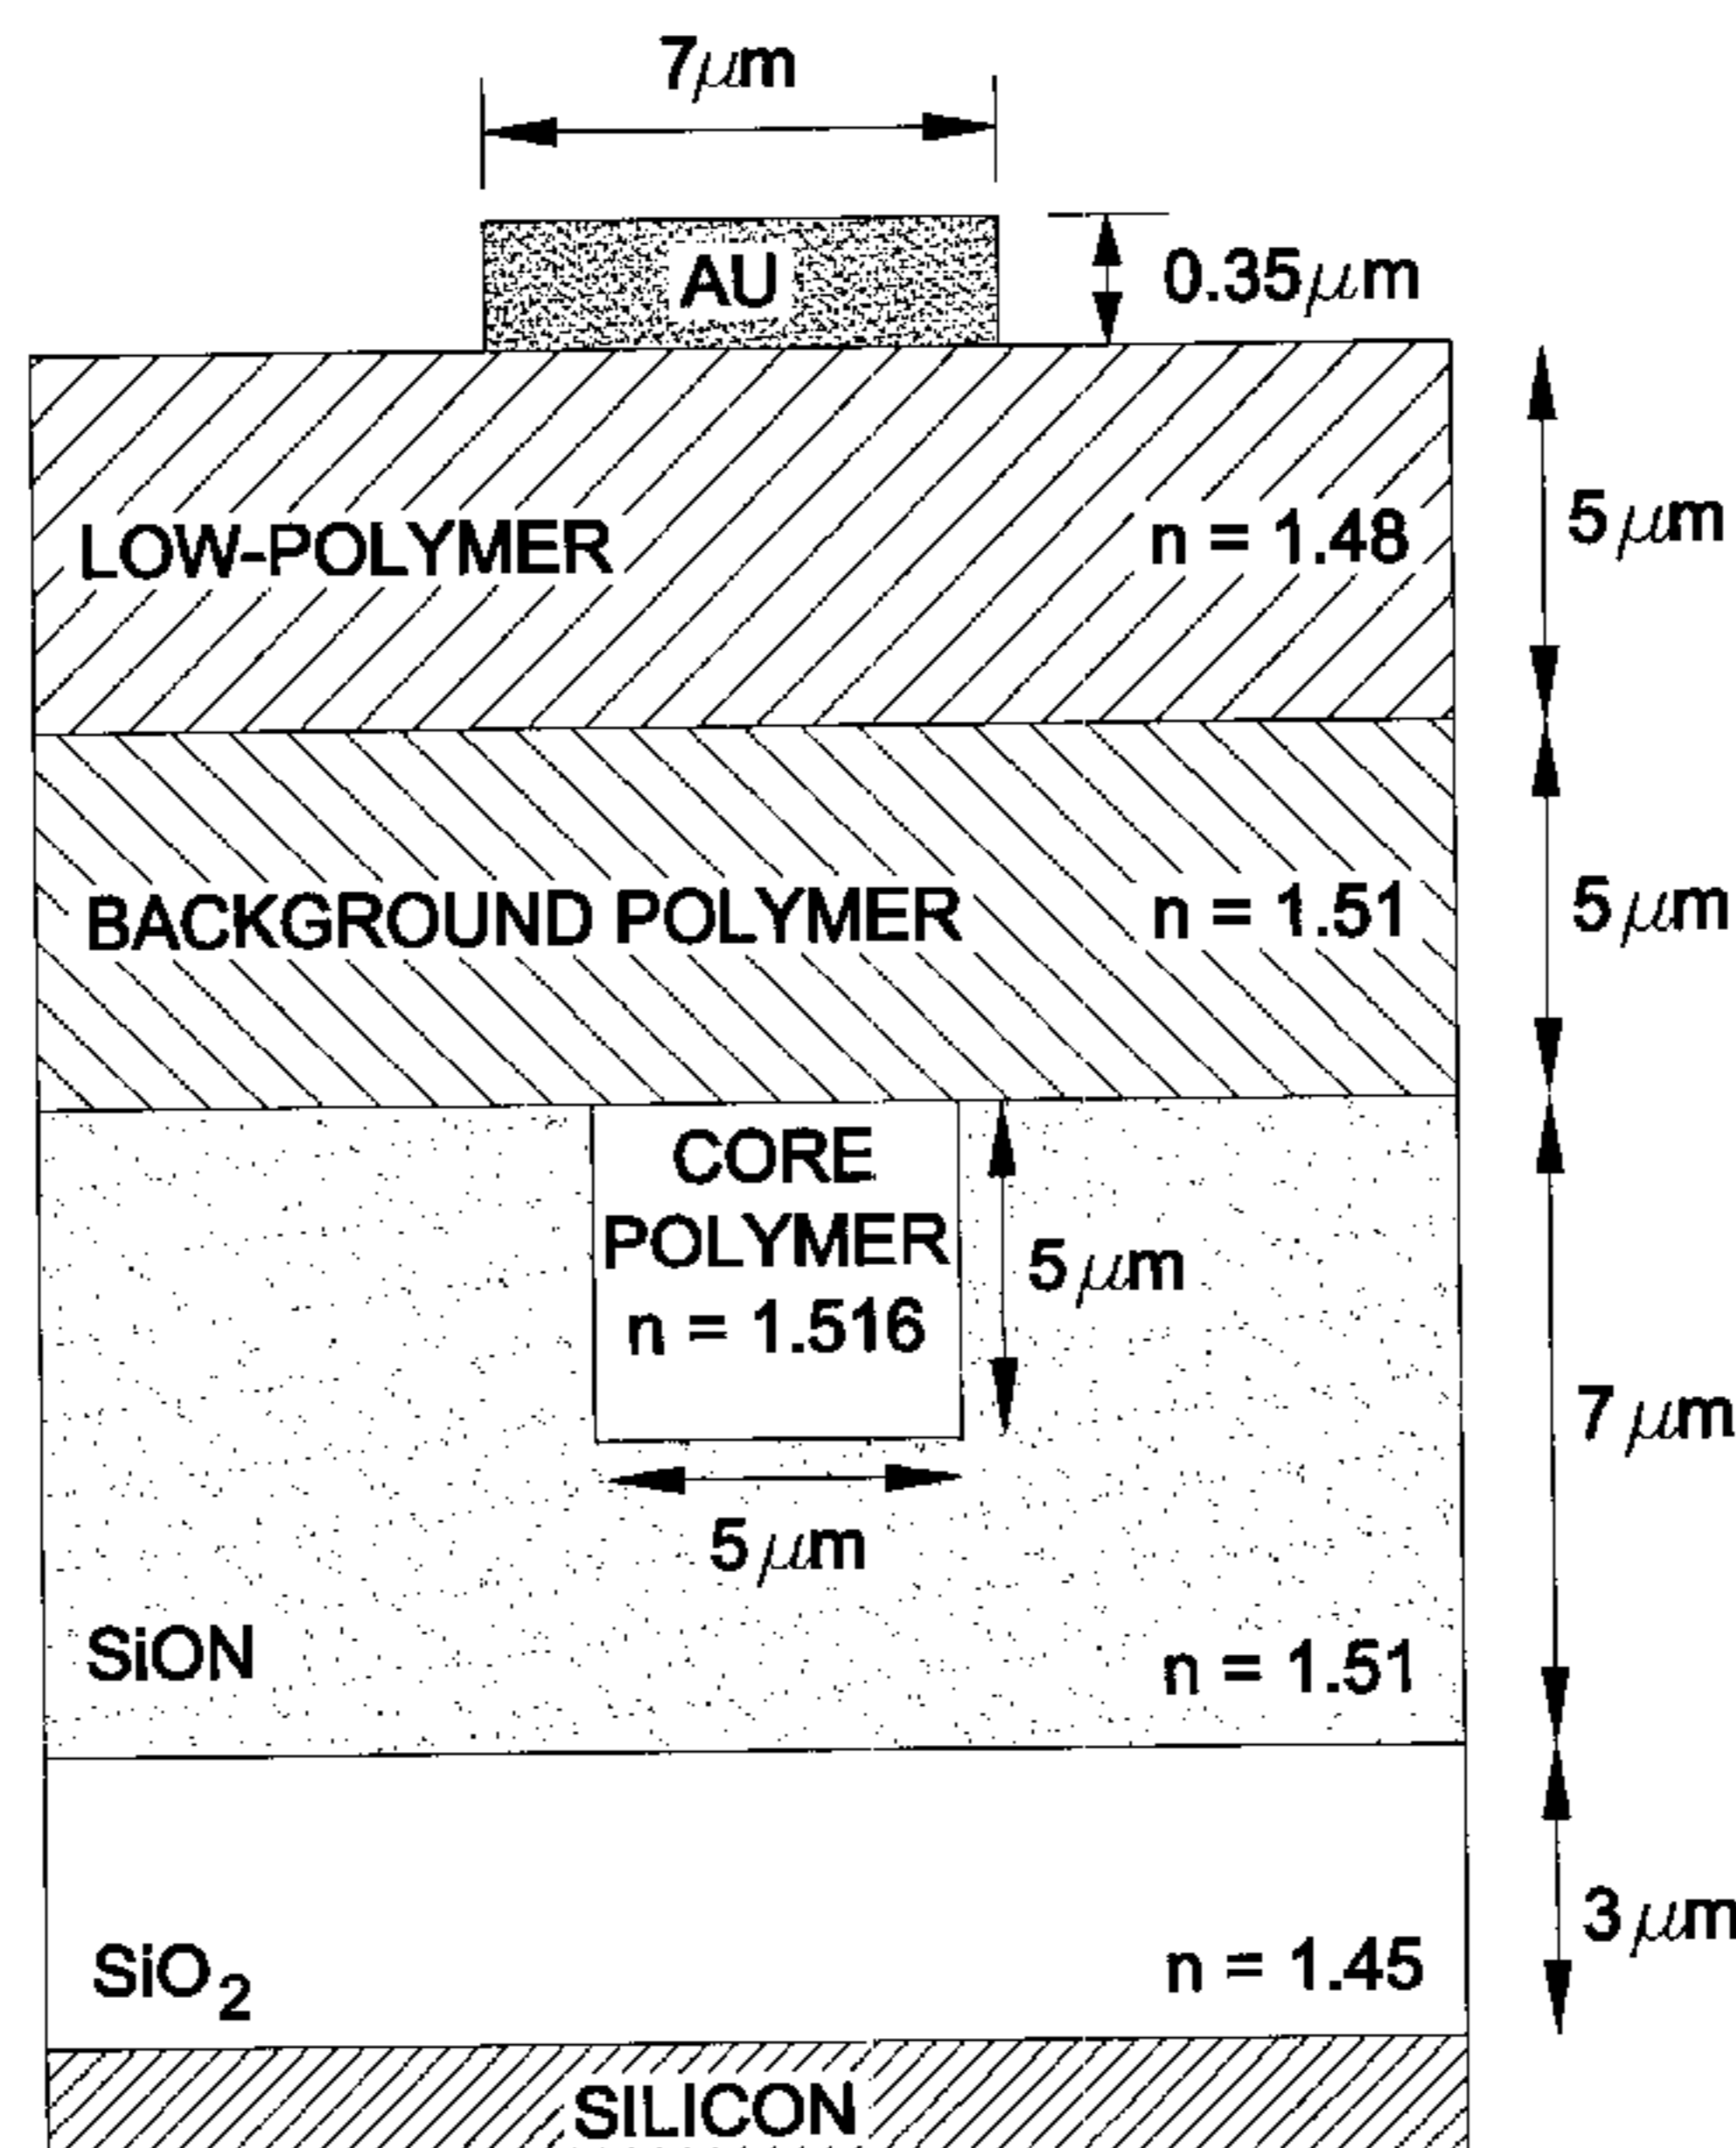 7μm
AU
0.35μm
LOW-POLYMER n = 1.48
5μm
BACKGROUND POLYMER n = 1.51
5μm
CORE
POLYMER
n = 1.516
5μm
7μm
5μm
SiON n = 1.51
SiO₂ n = 1.45
3μm
SILICON